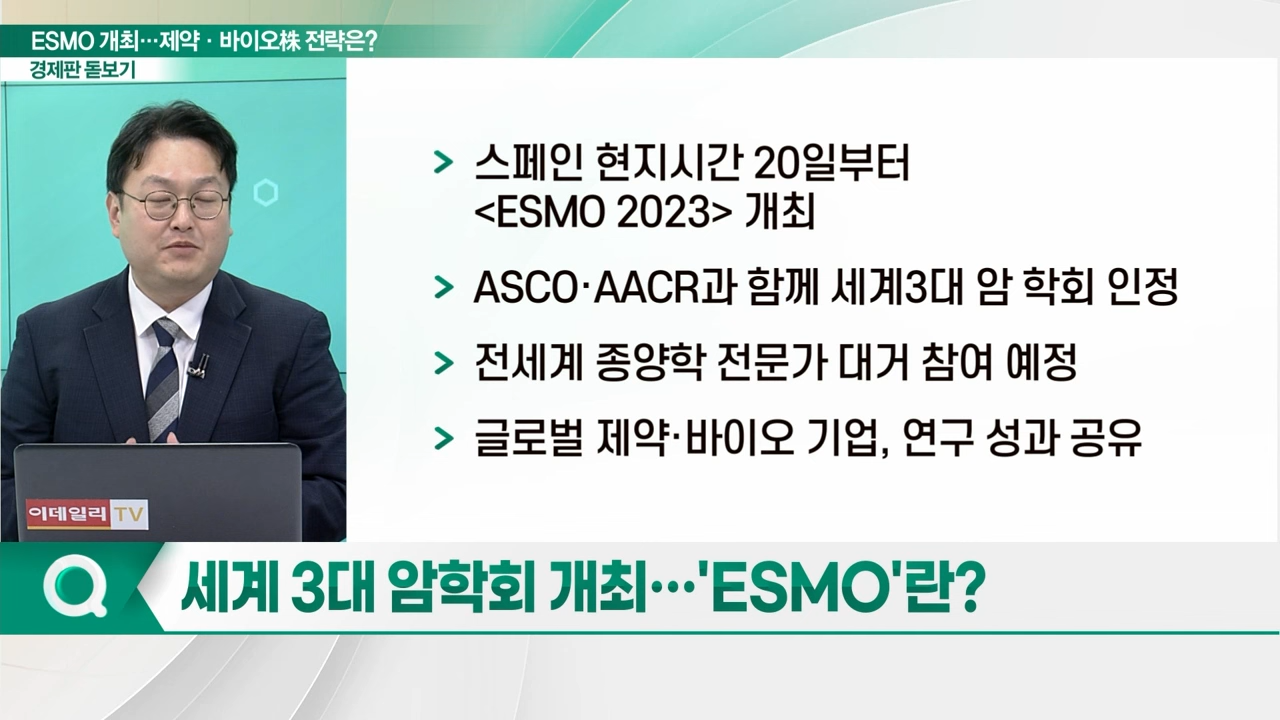 ESMO 개최…제약·바이오株 전략은?
경제판 돋보기
> 스페인 현지시간 20일부터
<ESMO 2023> 개최
> ASCO·AACR과 함께 세계3대 암 학회 인정
> 전세계 종양학 전문가 대거 참여 예정
> 글로벌 제약·바이오 기업, 연구 성과 공유
이데일리TV
Q 세계 3대 암학회 개최…'ESMO'란?